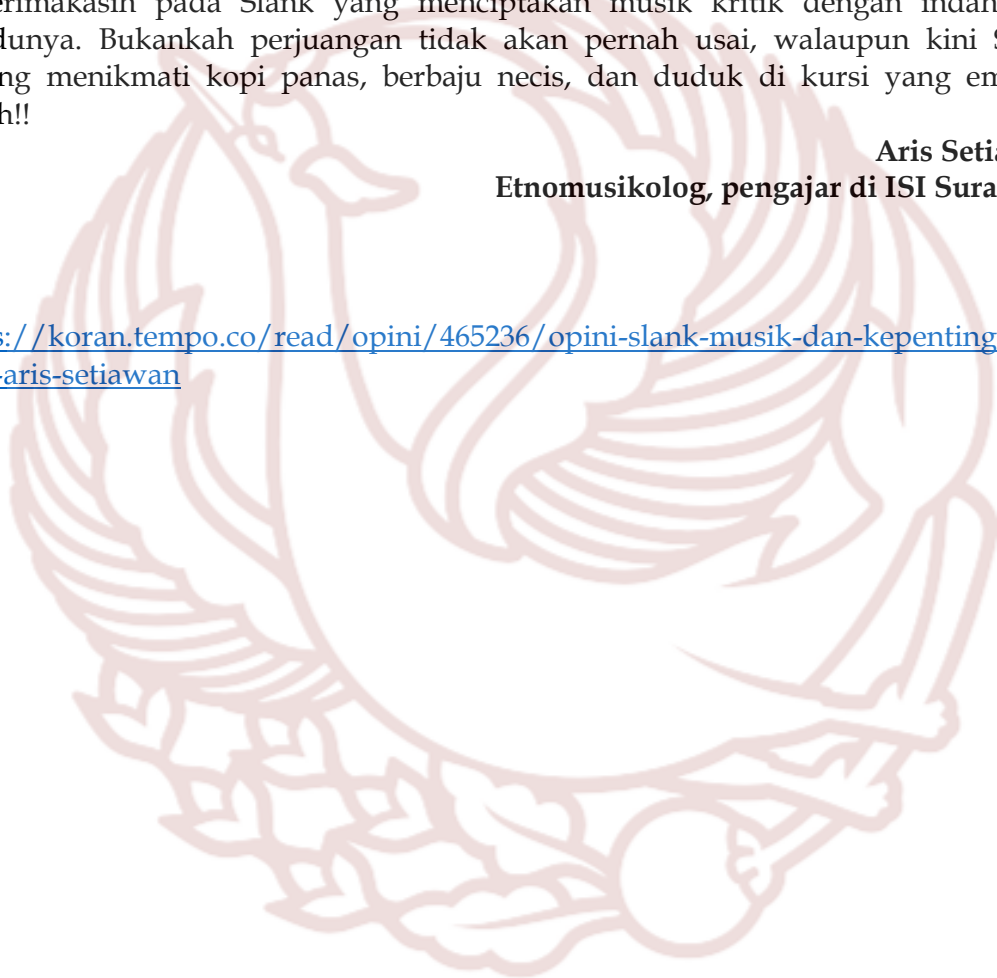 erimakasih pada Slank yang menciptakan musik kritik dengan indah
dunya. Bukankah perjuangan tidak akan pernah usai, walaupun kini S
ng menikmati kopi panas, berbaju necis, dan duduk di kursi yang em
h!!
Aris Setia
Etnomusikolog, pengajar di ISI Sura
s://koran.tempo.co/read/opini/465236/opini-slank-musik-dan-kepenting
-aris-setiawan